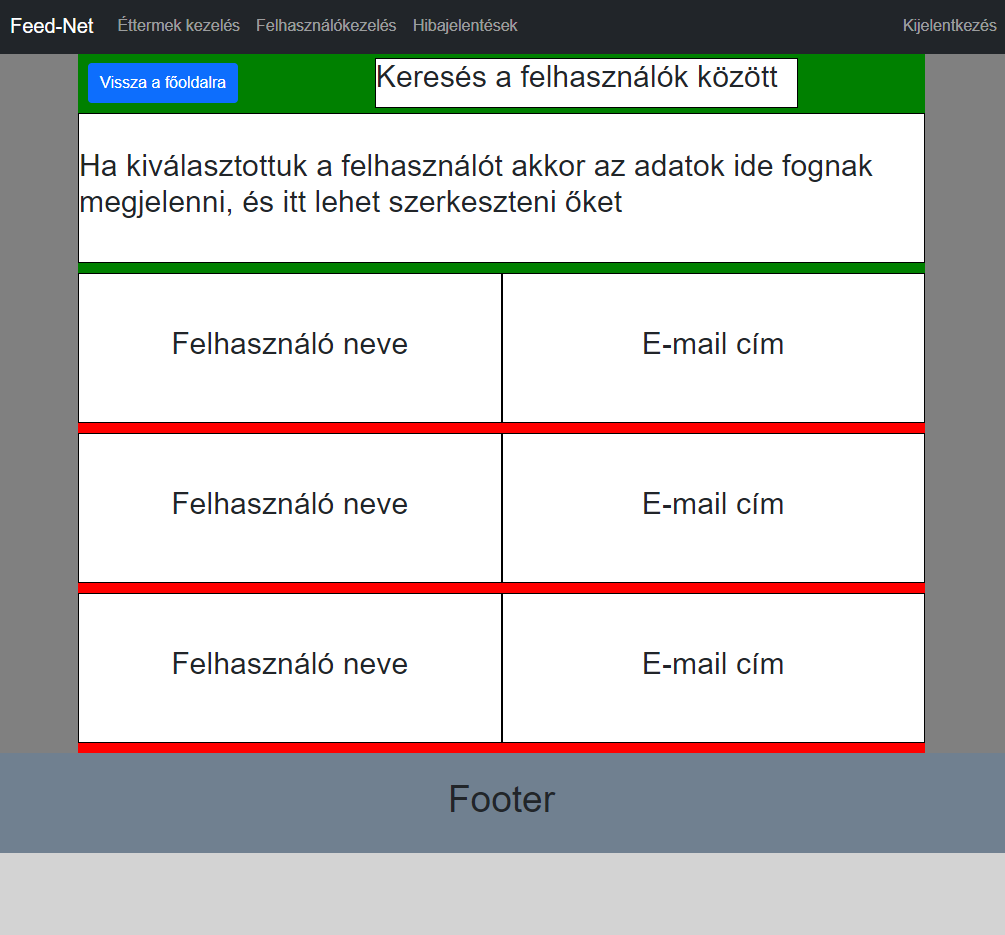 Feed-Net Éttermek kezelés Felhasználókezelés Hibajelentések Kijelentkezés
Vissza a főoldalra Keresés a felhasználók között
Ha kiválasztottuk a felhasználót akkor az adatok ide fognak
megjelenni, és itt lehet szerkeszteni őket
Felhasználó neve E-mail cím
Felhasználó neve E-mail cím
Felhasználó neve E-mail cím
Footer